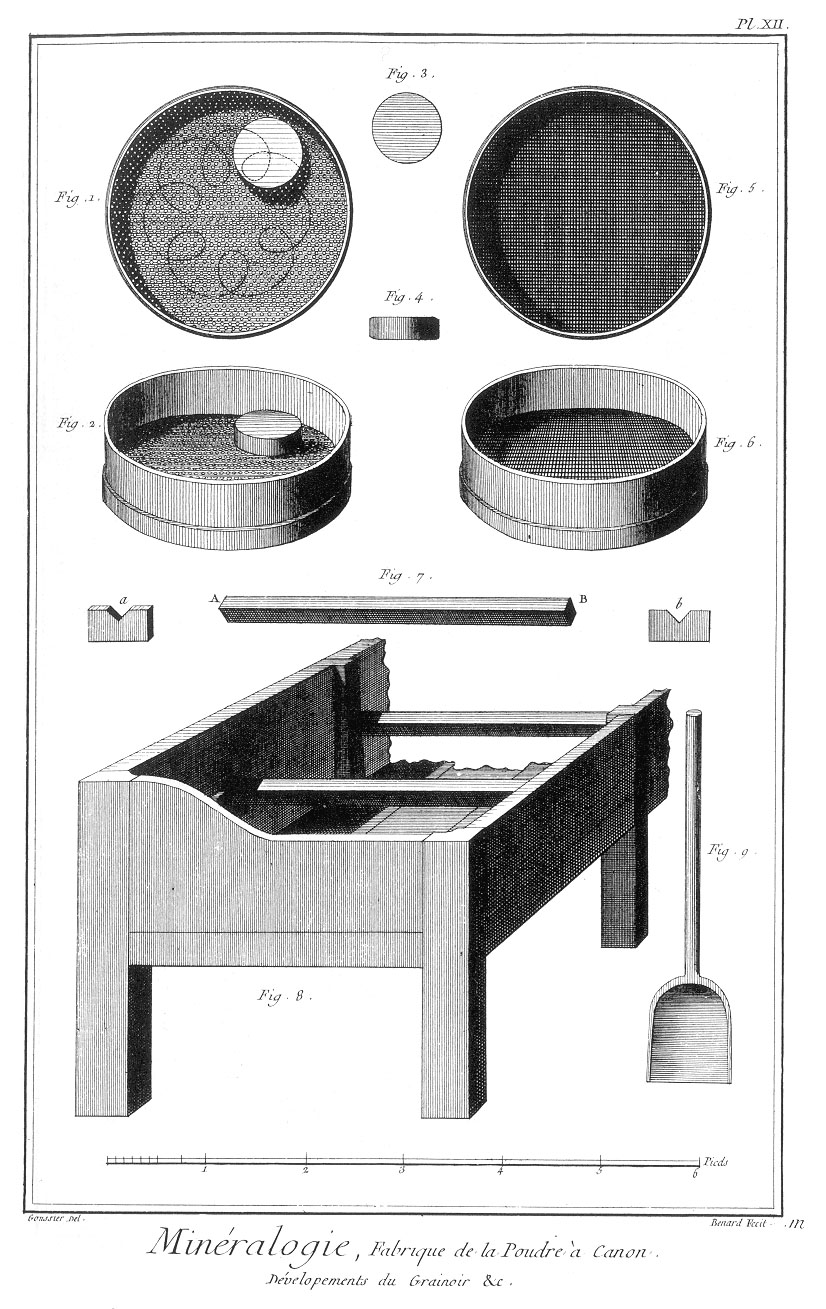 Pl. XII.
Fig. 3.
Fig. 1.
Fig. 5.
Fig. 4.
Fig. 2.
Fig. 6.
Fig. 7.
a
A
B
b
Fig. 9.
Fig. 8.
1 2 3 4 5 6 Pieds
Goussier Del.
Benard Fecit.
Minéralogie, Fabrique de la Poudre à Canon.
Dévelopements du Grainoir &c.